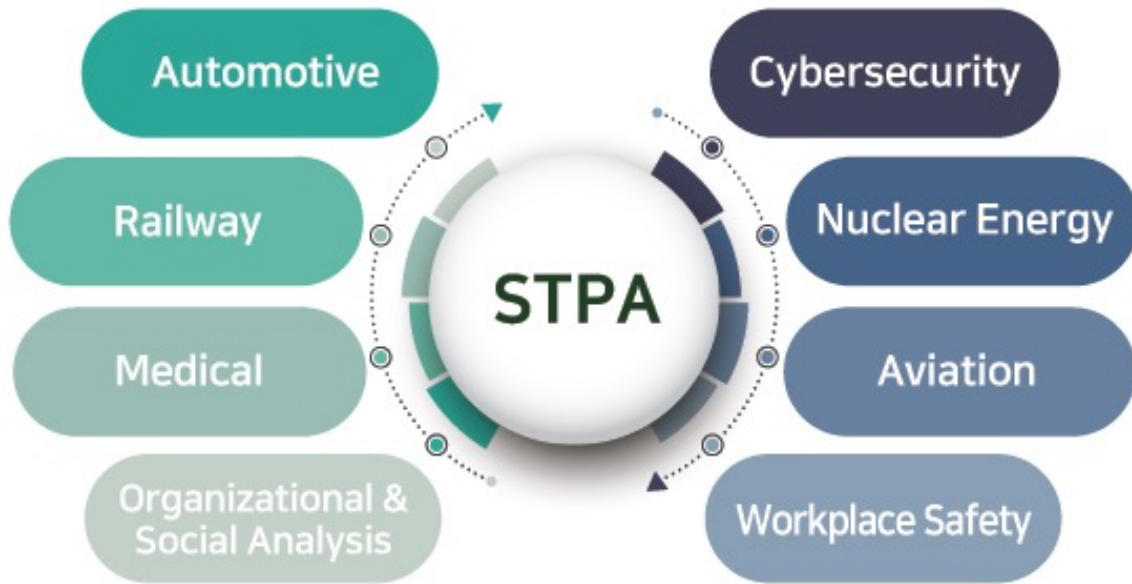 Automotive
Railway
Medical
Organizational &
Social Analysis
STPA
Cybersecurity
Nuclear Energy
Aviation
Workplace Safety